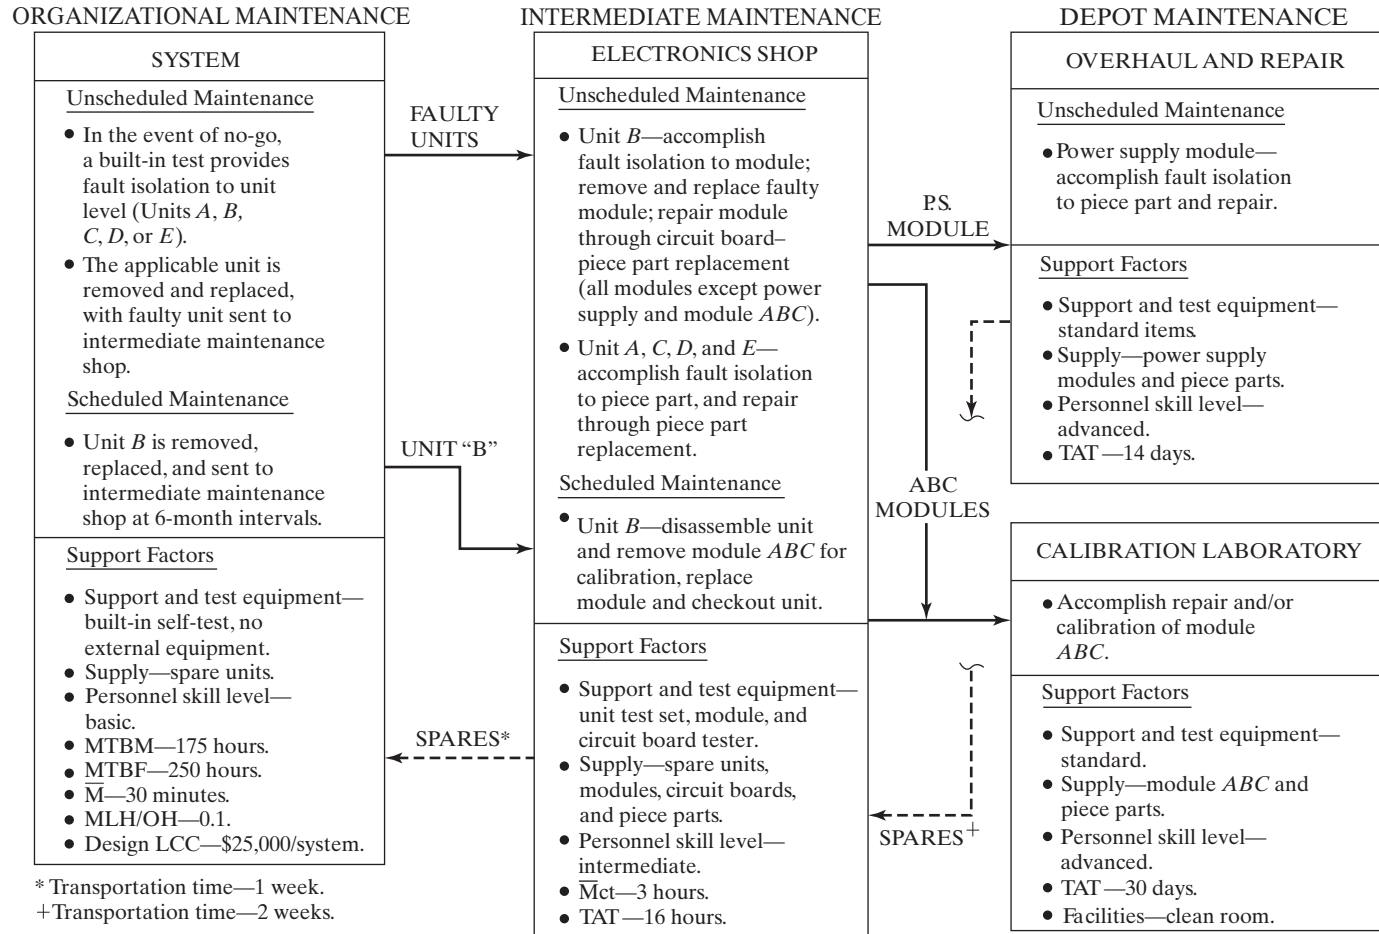 ORGANIZATIONAL MAINTENANCE
SYSTEM
Unscheduled Maintenance
• In the event of no-go,
a built-in test provides
fault isolation to unit
level (Units A, B,
C, D, or E).
• The applicable unit is
removed and replaced,
with faulty unit sent to
intermediate maintenance
shop.
Scheduled Maintenance
• Unit B is removed,
replaced, and sent to
intermediate maintenance
shop at 6-month intervals.
Support Factors
• Support and test equipment—
built-in self-test, no
external equipment.
• Supply—spare units.
• Personnel skill level—
basic.
• MTBM—175 hours.
• MTBF—250 hours.
• M̅—30 minutes.
• MLH/OH—0.1.
• Design LCC—$25,000/system.
* Transportation time—1 week.
+Transportation time—2 weeks.
FAULTY
UNITS
UNIT “B”
SPARES*
INTERMEDIATE MAINTENANCE
ELECTRONICS SHOP
Unscheduled Maintenance
• Unit B—accomplish
fault isolation to module;
remove and replace faulty
module; repair module
through circuit board–
piece part replacement
(all modules except power
supply and module ABC).
• Unit A, C, D, and E—
accomplish fault isolation
to piece part, and repair
through piece part
replacement.
Scheduled Maintenance
• Unit B—disassemble unit
and remove module ABC for
calibration, replace
module and checkout unit.
Support Factors
• Support and test equipment—
unit test set, module, and
circuit board tester.
• Supply—spare units,
modules, circuit boards,
and piece parts.
• Personnel skill level—
intermediate.
• M̅ct—3 hours.
• TAT—16 hours.
P.S.
MODULE
ABC
MODULES
SPARES+
DEPOT MAINTENANCE
OVERHAUL AND REPAIR
Unscheduled Maintenance
• Power supply module—
accomplish fault isolation
to piece part and repair.
Support Factors
• Support and test equipment—
standard items.
• Supply—power supply
modules and piece parts.
• Personnel skill level—
advanced.
• TAT—14 days.
CALIBRATION LABORATORY
• Accomplish repair and/or
calibration of module
ABC.
Support Factors
• Support and test equipment—
standard.
• Supply—module ABC and
piece parts.
• Personnel skill level—
advanced.
• TAT—30 days.
• Facilities—clean room.